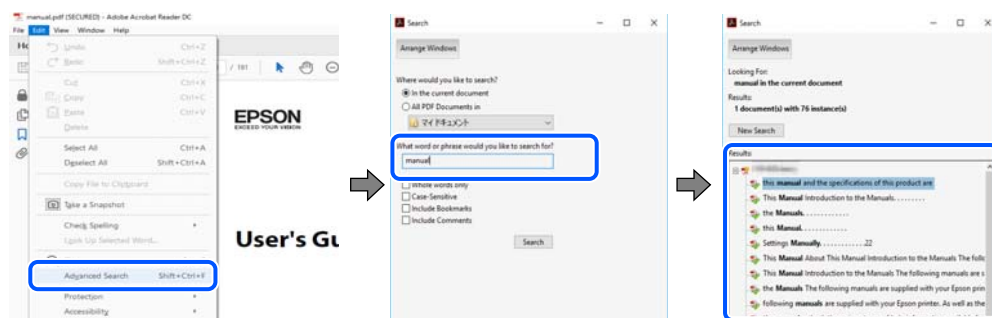 manual.pdf (SECURED) - Adobe Acrobat Reader DC
File Edit View Window Help
Undo Ctrl+Z
Redo Shift+Ctrl+Z
Cut Ctrl+X
Copy Ctrl+C
Paste Ctrl+V
Delete
Select All Ctrl+A
Deselect All Shift+Ctrl+A
Copy File to Clipboard
Take a Snapshot
Check Spelling
Look Up Selected Word...
Advanced Search Shift+Ctrl+F
Protection
Accessibility
/ 181
EPSON
EXCEED YOUR VISION
User's Gu
Search
Arrange Windows
Where would you like to search?
In the current document
All PDF Documents in
マイ ドキュメント
What word or phrase would you like to search for?
manual
Whole words only
Case-Sensitive
Include Bookmarks
Include Comments
Search
Search
Arrange Windows
Looking For:
manual in the current document
Results:
1 document(s) with 76 instance(s)
New Search
Results:
this manual and the specifications of this product are
This Manual Introduction to the Manuals. . . . . . . . .
the Manuals. . . . . . . . . . . .
this Manual. . . . . . . . . . . .
Settings Manually. . . . . . . . . . . .22
This Manual About This Manual Introduction to the Manuals The follo
This Manual Introduction to the Manuals The following manuals are s
the Manuals The following manuals are supplied with your Epson prin
following manuals are supplied with your Epson printer. As well as the